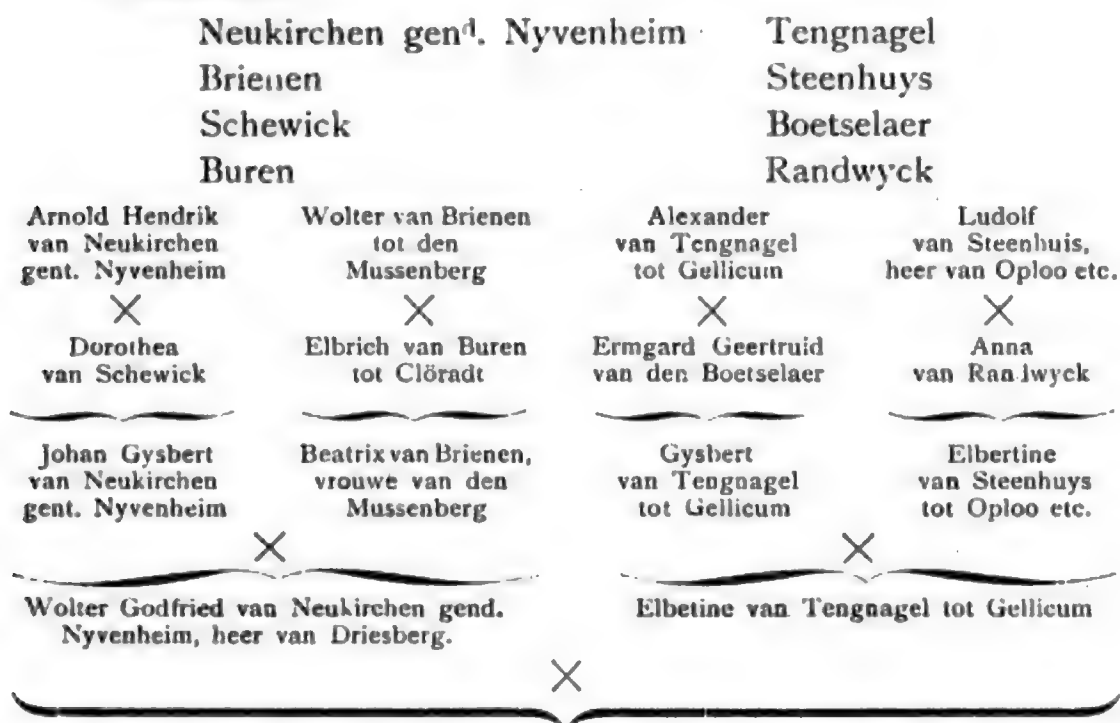 Neukirchen gend. Nyvenheim
Brienen
Schewick
Buren
Tengnagel
Steenhuys
Boetselaer
Randwyck
Arnold Hendrik
van Neukirchen
gent. Nyvenheim
×
Dorothea
van Schewick
Wolter van Brienen
tot den
Mussenberg
×
Elbrich van Buren
tot Clöradt
Alexander
van Tengnagel
tot Gellicum
×
Ermgard Geertruid
van den Boetselaer
Ludolf
van Steenhuis,
heer van Oploo etc.
×
Anna
van Randwyck
Johan Gysbert
van Neukirchen
gent. Nyvenheim
Beatrix van Brienen,
vrouwe van den
Mussenberg
×
Gysbert
van Tengnagel
tot Gellicum
Elbertine
van Steenhuys
tot Oploo etc.
×
Wolter Godfried van Neukirchen gend.
Nyvenheim, heer van Driesberg.
Elbetine van Tengnagel tot Gellicum
×